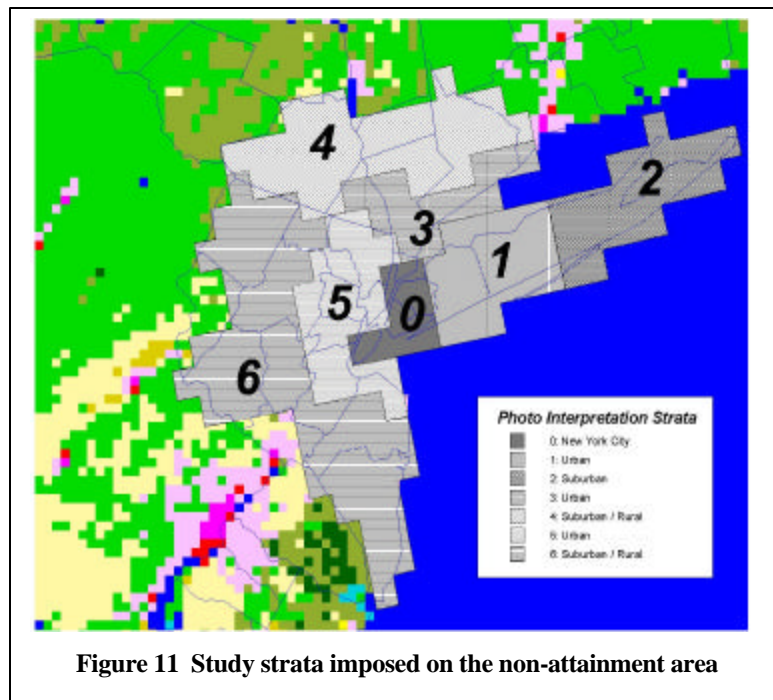 4
2
3
1
5
0
6
Photo Interpretation Strata
0: New York City
1: Urban
2: Suburban
3: Urban
4: Suburban / Rural
5: Urban
6: Suburban / Rural
Figure 11 Study strata imposed on the non-attainment area